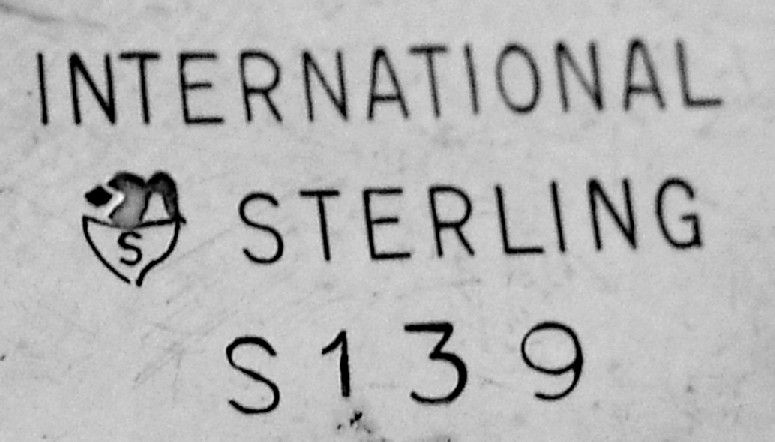 INTERNATIONAL
S STERLING
S139